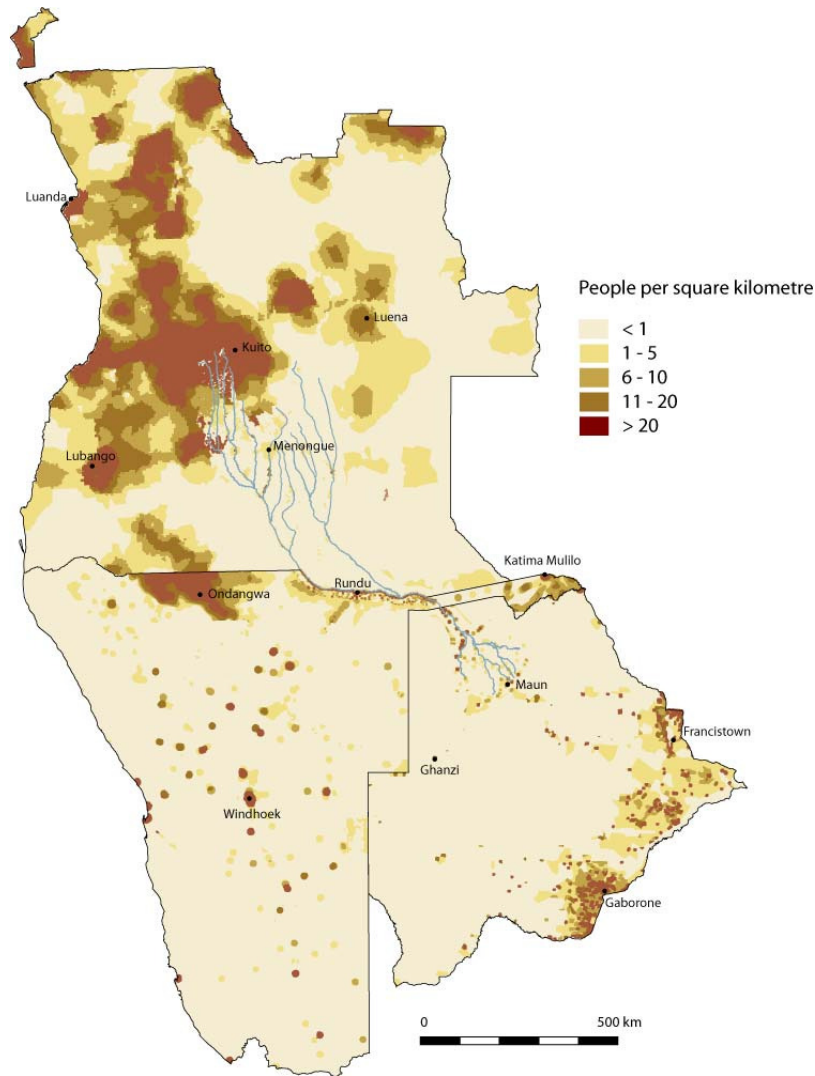 Luanda
People per square kilometre
< 1
1 - 5
6 - 10
11 - 20
> 20
Luena
Kuito
Menongue
Lubango
Katima Mulilo
Rundu
Ondangwa
Maun
Francistown
Ghanzi
Windhoek
Gaborone
0 500 km